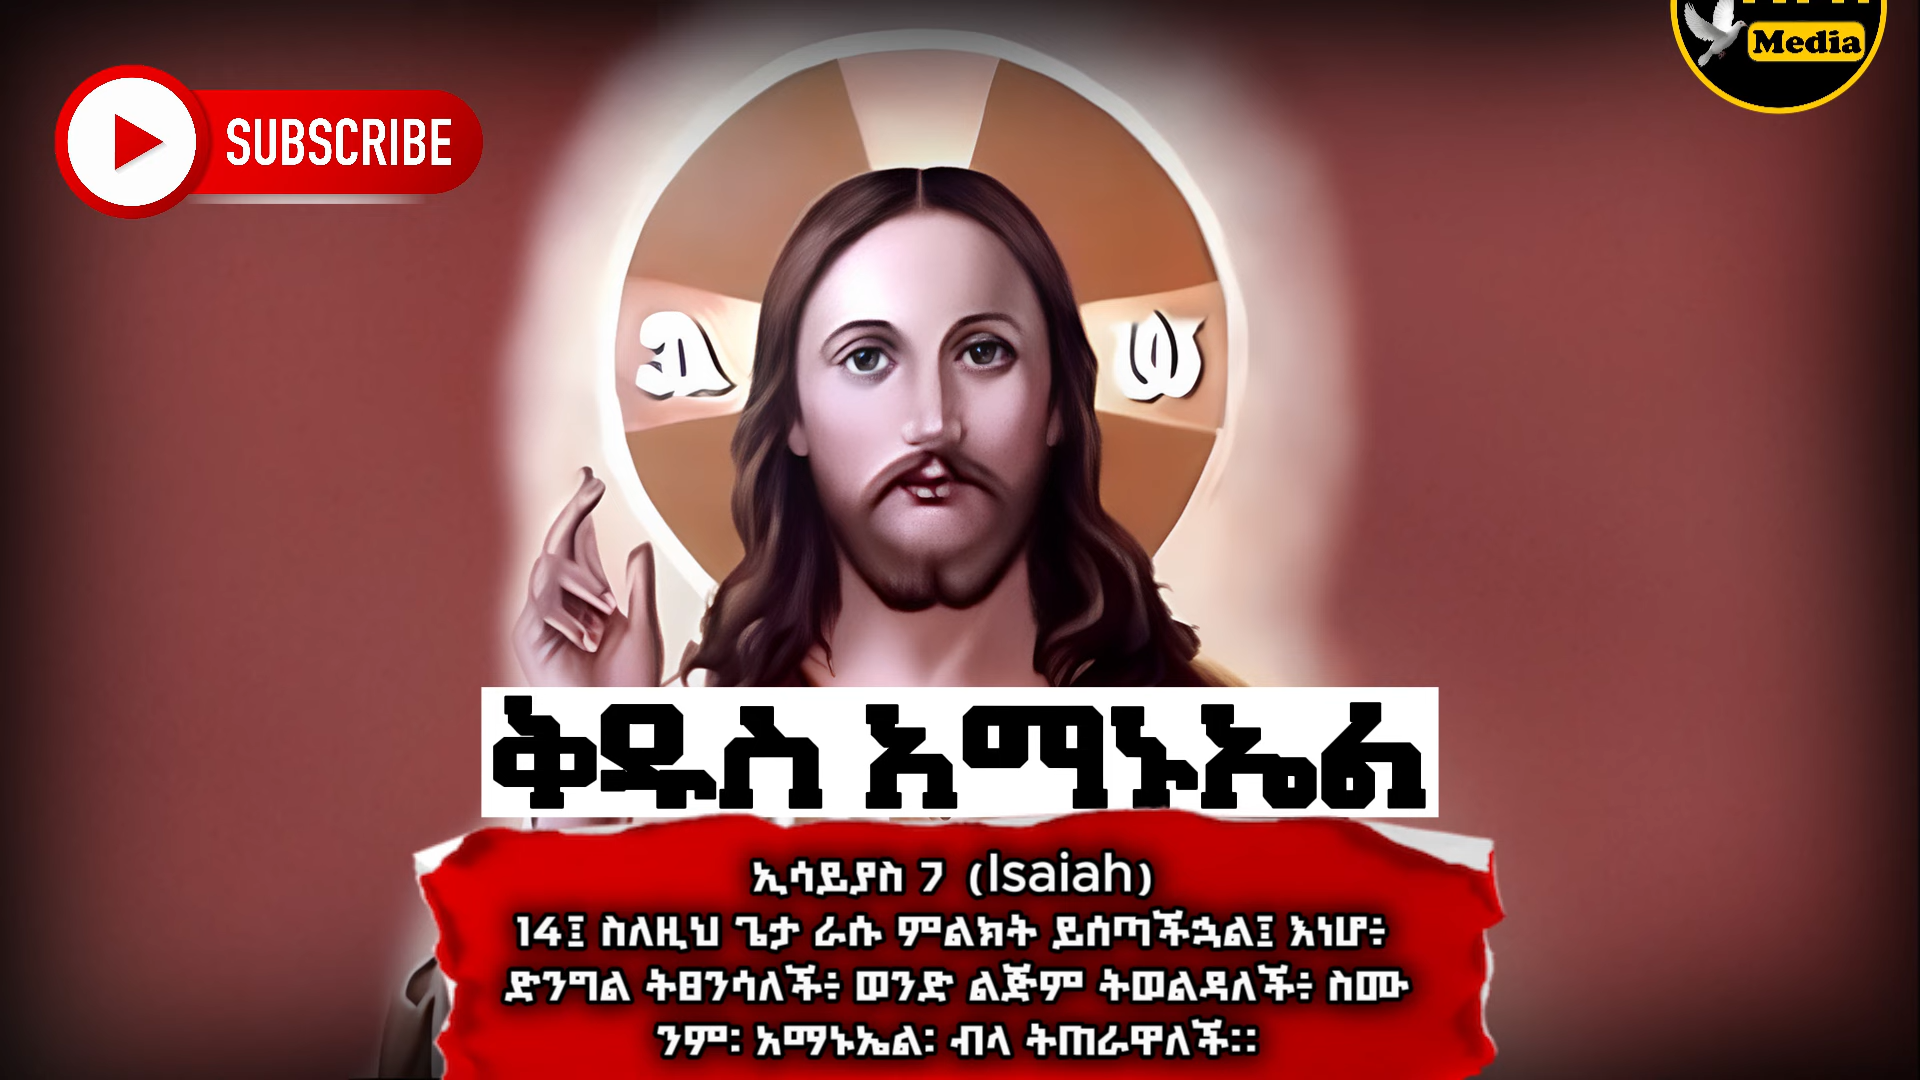 Media
SUBSCRIBE
ቅዱስ አማኑኤል
ኢሳይያስ 7 (Isaiah)
14፤ ስለዚህ ጌታ ራሱ ምልክት ይሰጣችኋል፤ እነሆ፥
ድንግል ትፀንሳለች፥ ወንድ ልጅም ትወልዳለች፥ ስሙ
ንም፡ አማኑኤል፡ ብላ ትጠራዋለች፡፡